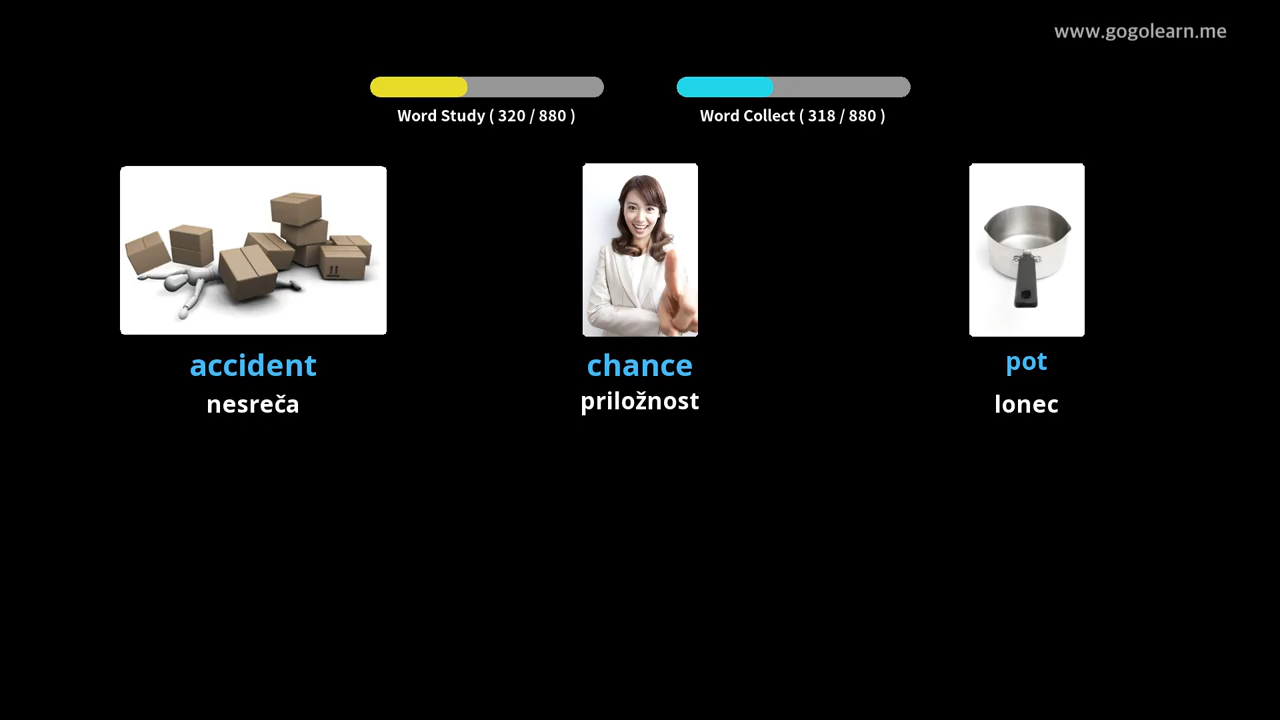 www.gogolearn.me
Word Study ( 320 / 880 )
Word Collect ( 318 / 880 )
accident
nesreča
chance
priložnost
pot
lonec